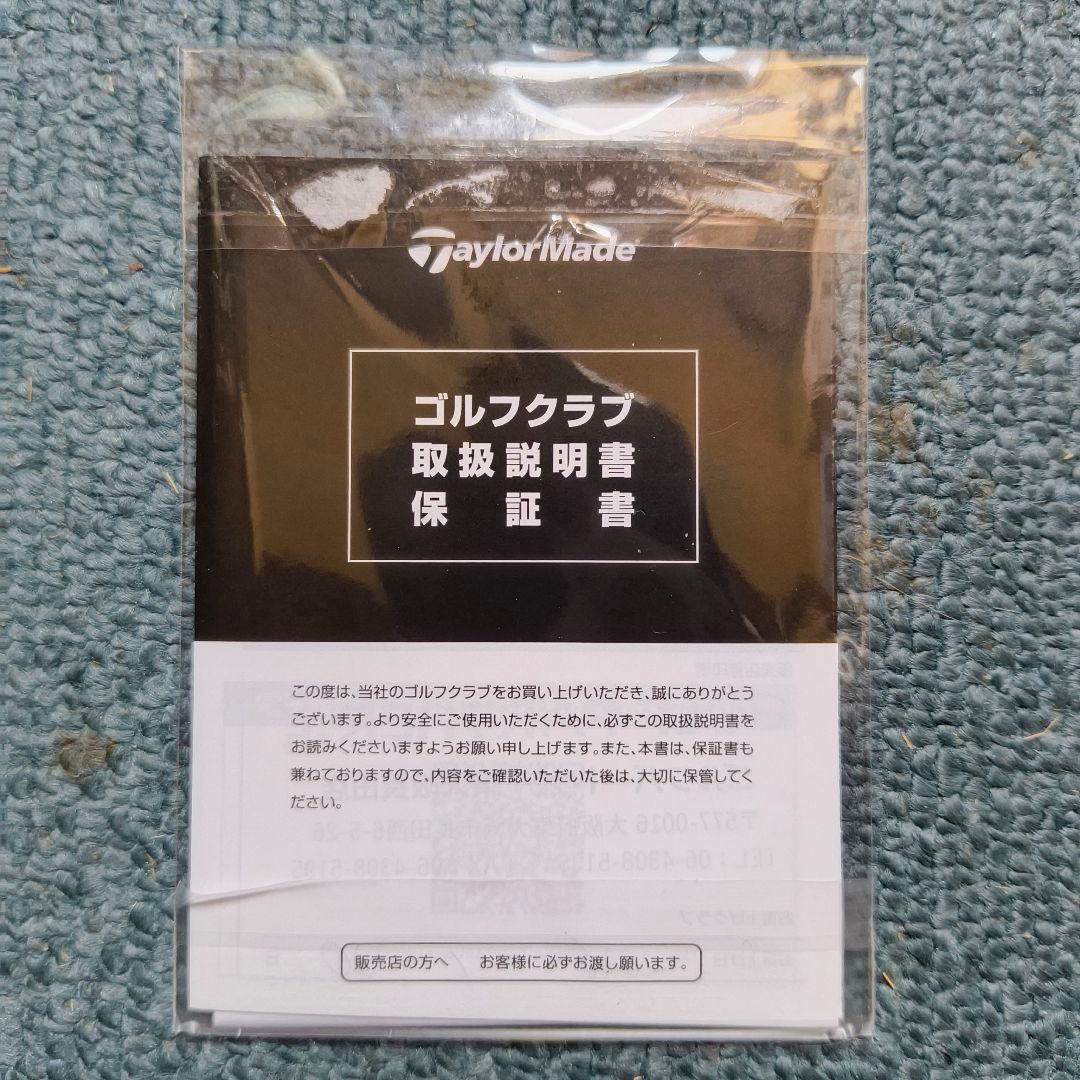 TaylorMade
ゴルフクラブ
取扱説明書
保証書
この度は、当社のゴルフクラブをお買い上げいただき、誠にありがとう
ございます。より安全にご使用いただくために、必ずこの取扱説明書を
お読みくださいますようお願い申し上げます。また、本書は、保証書も
兼ねておりますので、内容をご確認いただいた後は、大切に保管してく
ださい。
販売店の方へ　お客様に必ずお渡し願います。